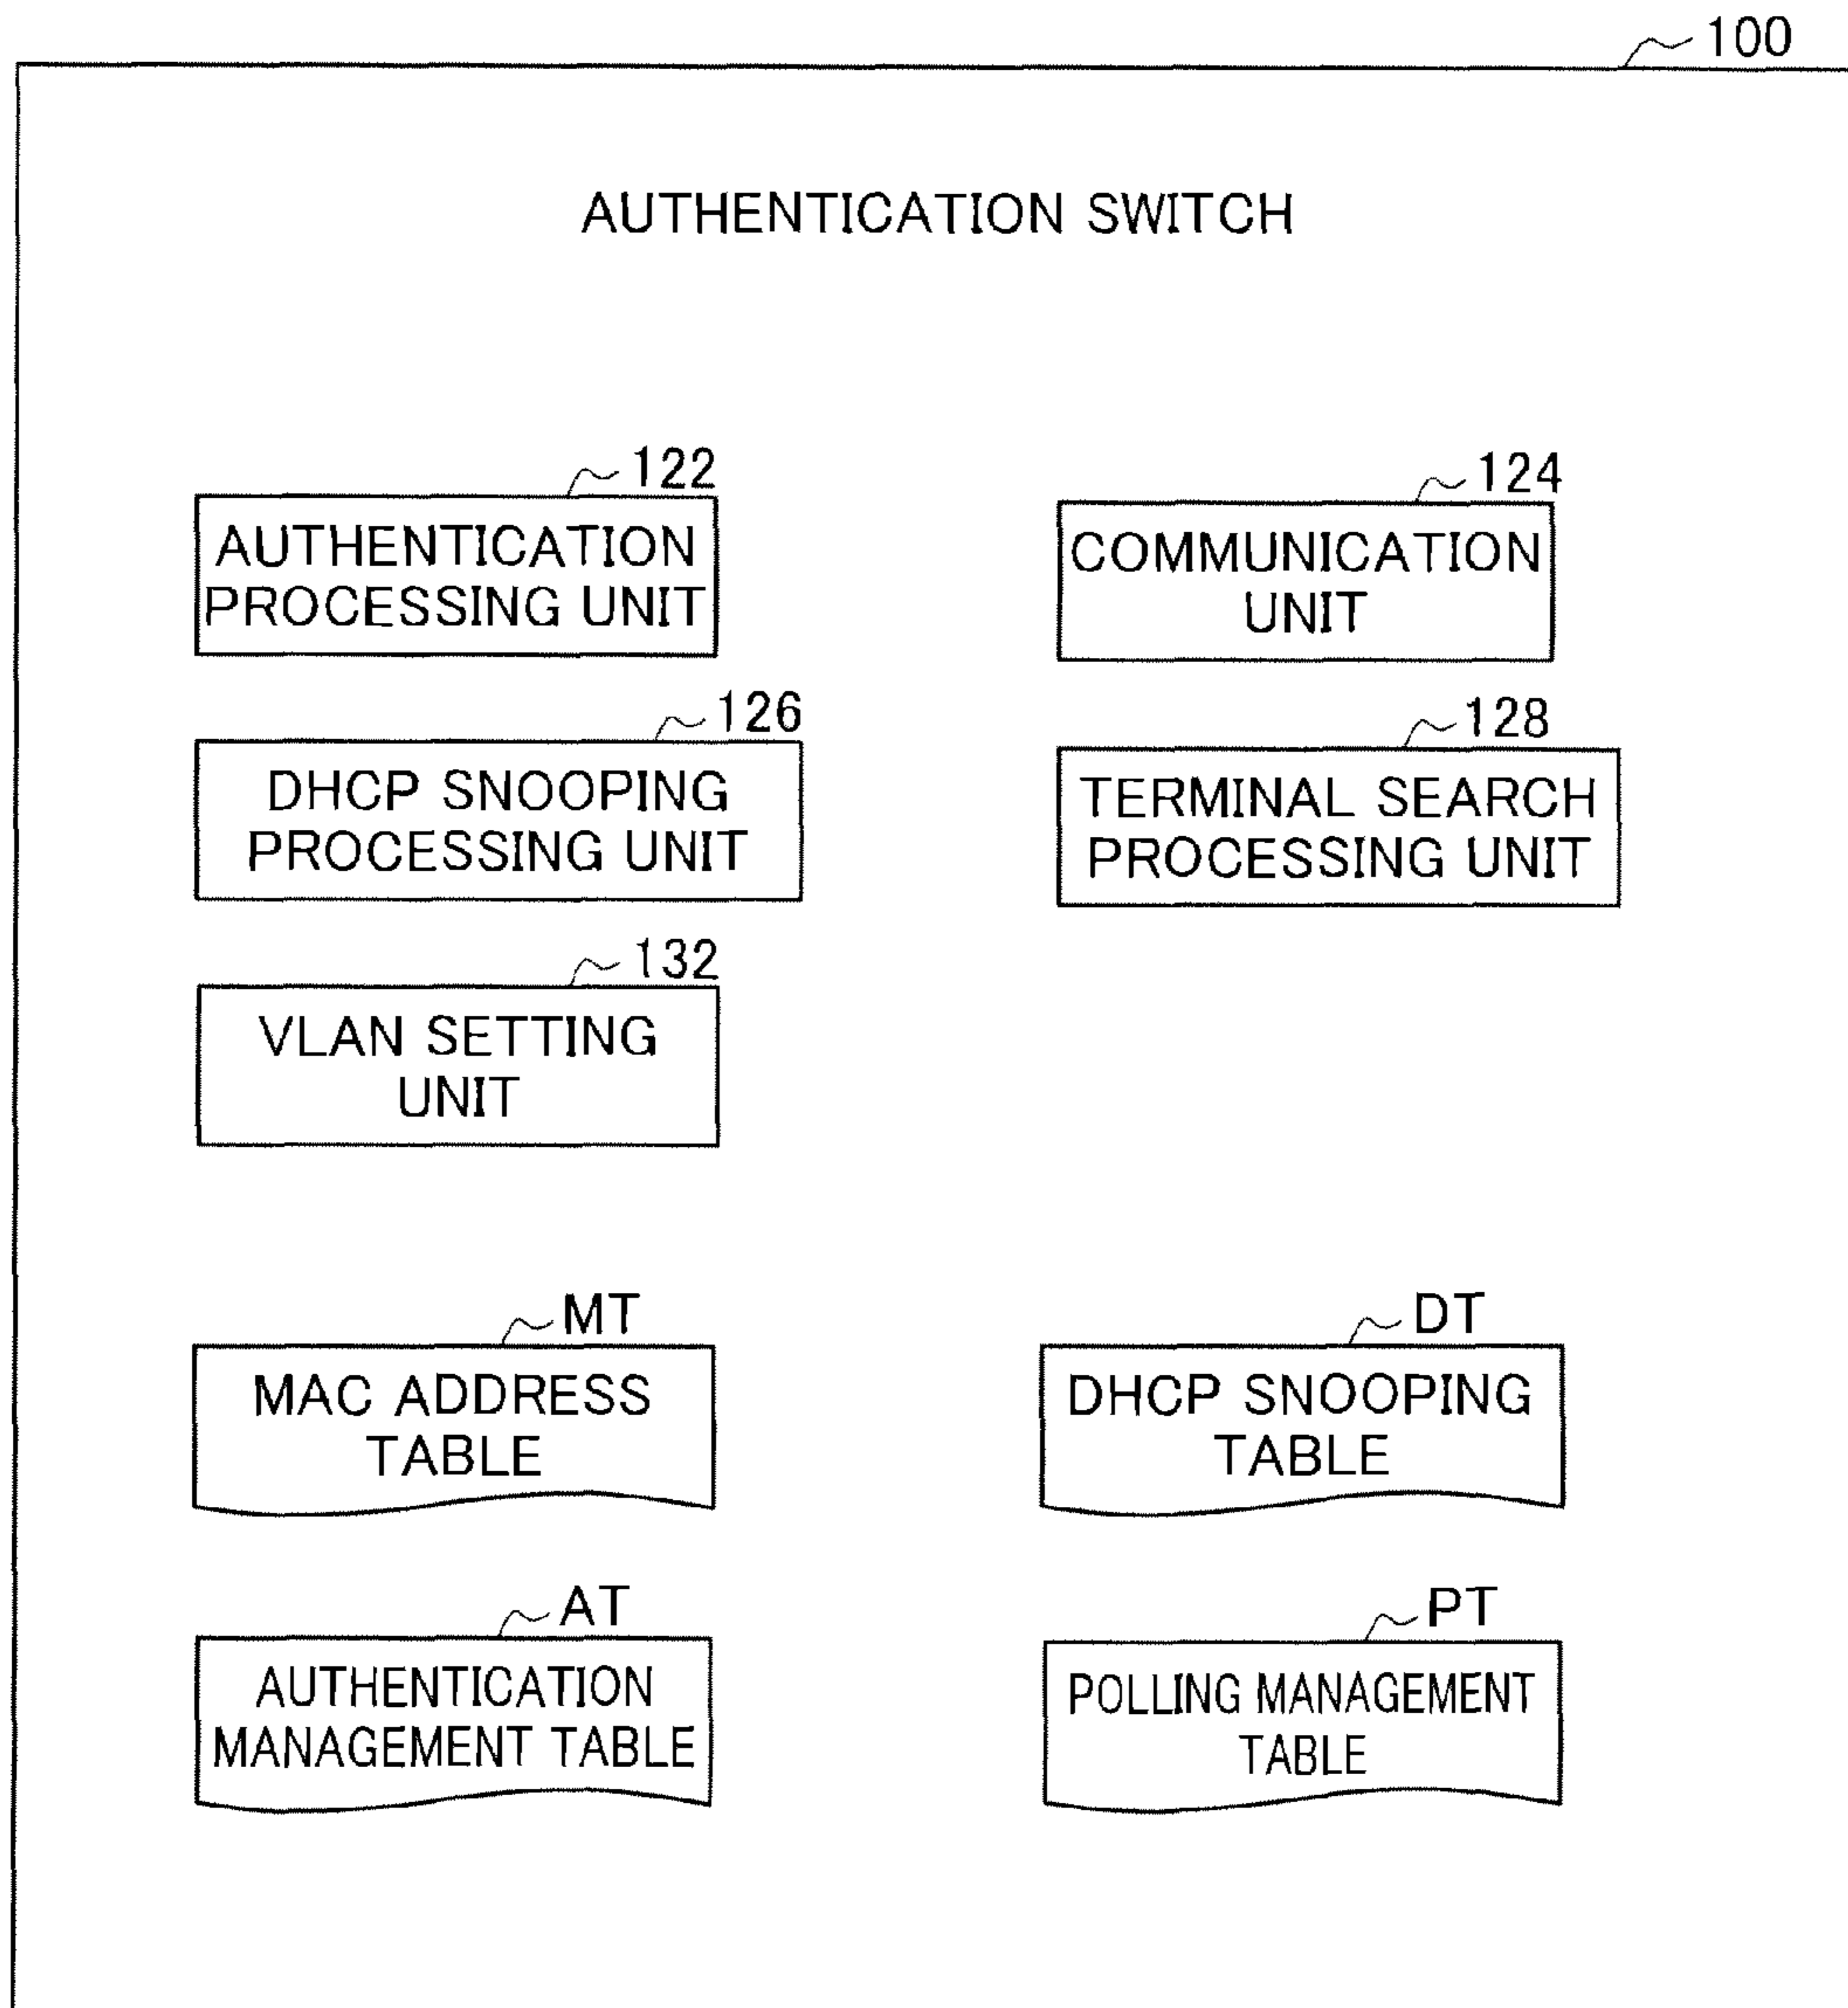 100
AUTHENTICATION SWITCH
122
AUTHENTICATION
PROCESSING UNIT
124
COMMUNICATION
UNIT
126
DHCP SNOOPING
PROCESSING UNIT
128
TERMINAL SEARCH
PROCESSING UNIT
132
VLAN SETTING
UNIT
MT
MAC ADDRESS
TABLE
DT
DHCP SNOOPING
TABLE
AT
AUTHENTICATION
MANAGEMENT TABLE
PT
POLLING MANAGEMENT
TABLE